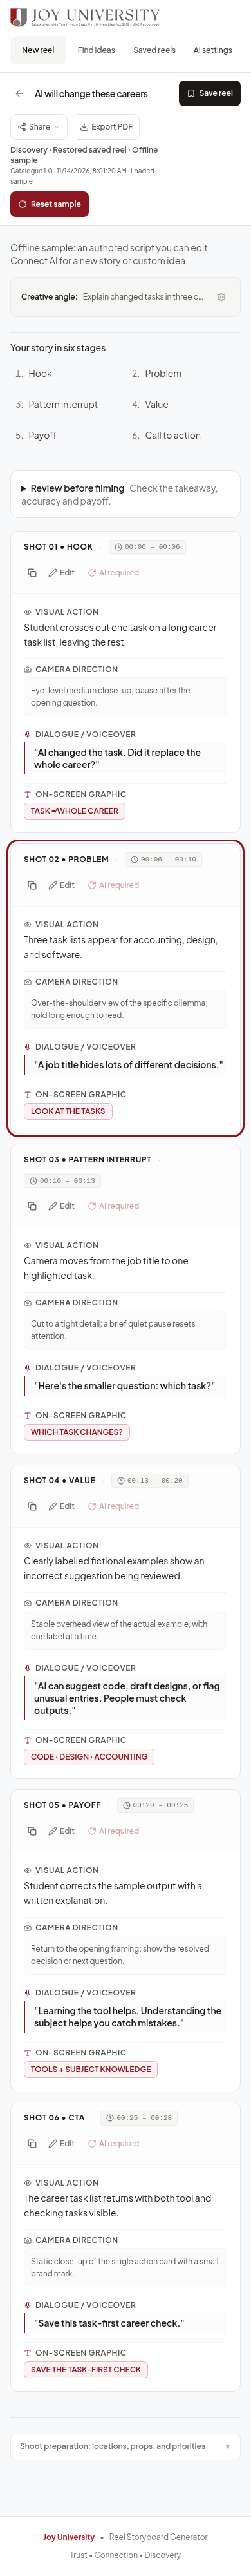 JOY UNIVERSITY
New reel
Find ideas
Saved reels
AI settings
AI will change these careers
Save reel
Share
Export PDF
Discovery · Restored saved reel · Offline
sample
Catalogue 1.0 · 11/14/2026, 8:01:20 AM · Loaded
sample
Reset sample
Offline sample: an authored script you can edit.
Connect AI for a new story or custom idea.
Creative angle: Explain changed tasks in three c...
Your story in six stages
1. Hook
2. Problem
3. Pattern interrupt
4. Value
5. Payoff
6. Call to action
Review before filming Check the takeaway,
accuracy and payoff.
SHOT 01 • HOOK · 00:00 – 00:06
Edit
AI required
VISUAL ACTION
Student crosses out one task on a long career
task list, leaving the rest.
CAMERA DIRECTION
Eye-level medium close-up; pause after the
opening question.
DIALOGUE / VOICEOVER
"AI changed the task. Did it replace the
whole career?"
ON-SCREEN GRAPHIC
TASK ≠ WHOLE CAREER
SHOT 02 • PROBLEM · 00:06 – 00:10
Edit
AI required
VISUAL ACTION
Three task lists appear for accounting, design,
and software.
CAMERA DIRECTION
Over-the-shoulder view of the specific dilemma;
hold long enough to read.
DIALOGUE / VOICEOVER
"A job title hides lots of different decisions."
ON-SCREEN GRAPHIC
LOOK AT THE TASKS
SHOT 03 • PATTERN INTERRUPT ·
00:10 – 00:13
Edit
AI required
VISUAL ACTION
Camera moves from the job title to one
highlighted task.
CAMERA DIRECTION
Cut to a tight detail; a brief quiet pause resets
attention.
DIALOGUE / VOICEOVER
"Here's the smaller question: which task?"
ON-SCREEN GRAPHIC
WHICH TASK CHANGES?
SHOT 04 • VALUE · 00:13 – 00:20
Edit
AI required
VISUAL ACTION
Clearly labelled fictional examples show an
incorrect suggestion being reviewed.
CAMERA DIRECTION
Stable overhead view of the actual example, with
one label at a time.
DIALOGUE / VOICEOVER
"AI can suggest code, draft designs, or flag
unusual entries. People must check
outputs."
ON-SCREEN GRAPHIC
CODE · DESIGN · ACCOUNTING
SHOT 05 • PAYOFF · 00:20 – 00:25
Edit
AI required
VISUAL ACTION
Student corrects the sample output with a
written explanation.
CAMERA DIRECTION
Return to the opening framing; show the resolved
decision or next question.
DIALOGUE / VOICEOVER
"Learning the tool helps. Understanding the
subject helps you catch mistakes."
ON-SCREEN GRAPHIC
TOOLS + SUBJECT KNOWLEDGE
SHOT 06 • CTA · 00:25 – 00:28
Edit
AI required
VISUAL ACTION
The career task list returns with both tool and
checking tasks visible.
CAMERA DIRECTION
Static close-up of the single action card with a small
brand mark.
DIALOGUE / VOICEOVER
"Save this task-first career check."
ON-SCREEN GRAPHIC
SAVE THE TASK-FIRST CHECK
Shoot preparation: locations, props, and priorities
Joy University • Reel Storyboard Generator
Trust • Connection • Discovery